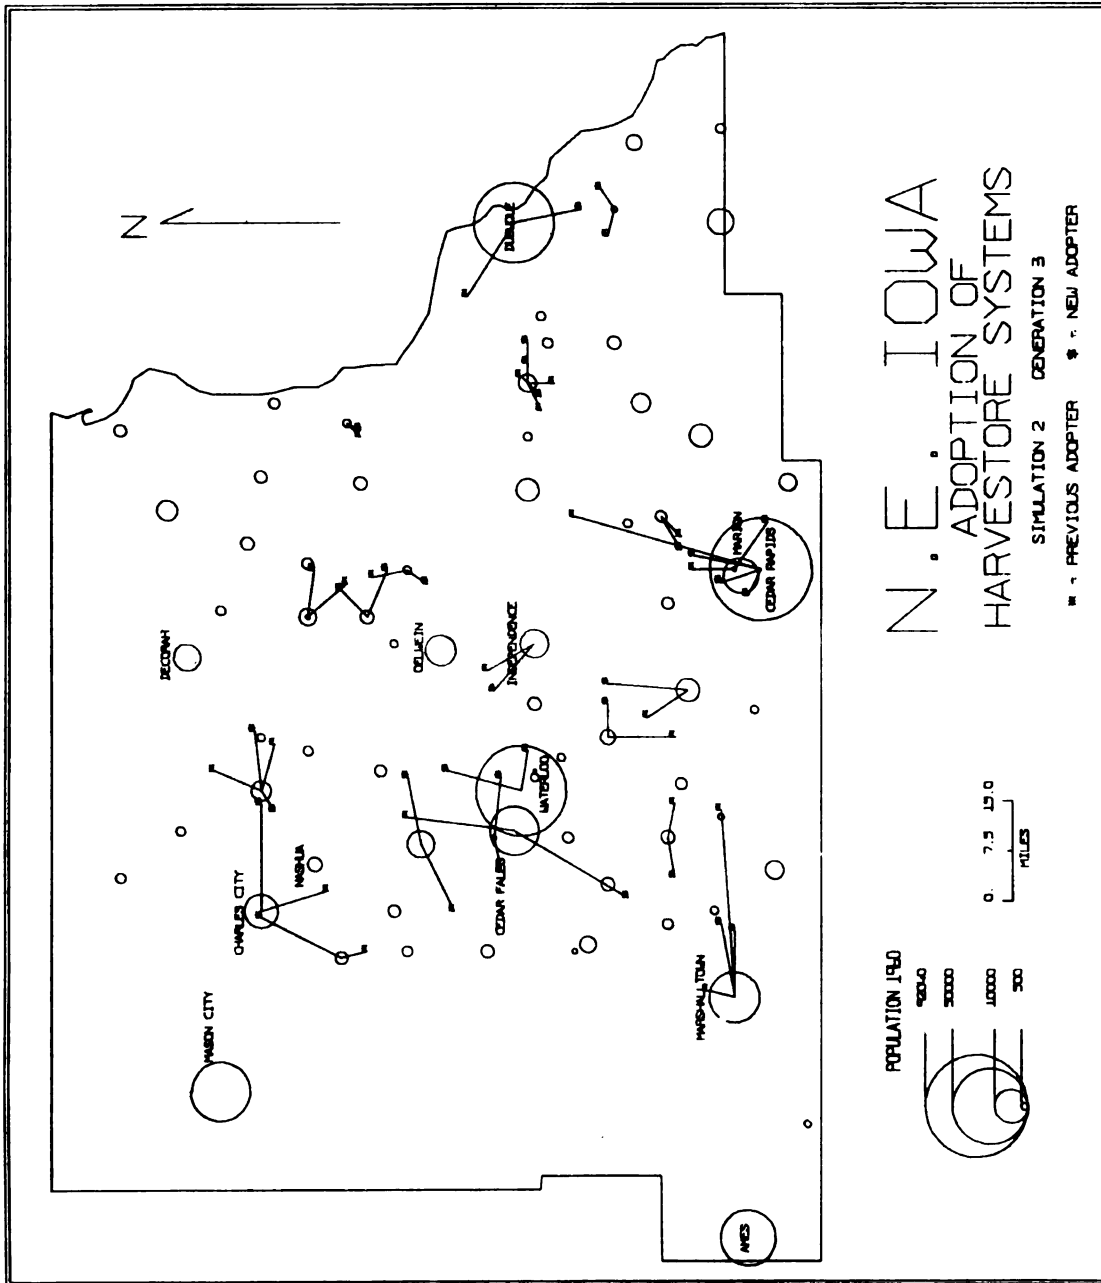 N
DECORAH
MASON CITY
CHARLES CITY
NASHUA
OELWEIN
DUBUQUE
INDEPENDENCE
WATERLOO
CEDAR FALLS
MARION
CEDAR RAPIDS
MARSHALLTOWN
AMES
POPULATION 1960
92040
50000
10000
500
0. 7.5 15.0
MILES
N.E. IOWA
ADOPTION OF
HARVESTORE SYSTEMS
SIMULATION 2 GENERATION 3
* - PREVIOUS ADOPTER $ - NEW ADOPTER